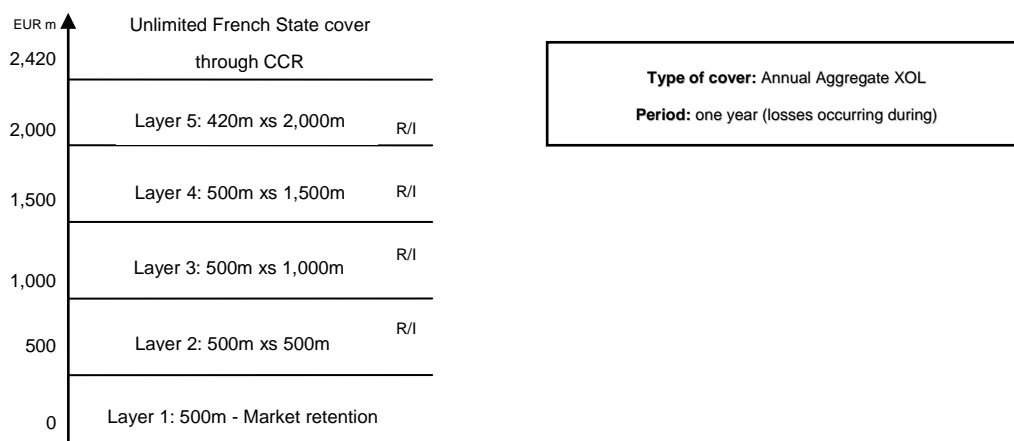 EUR m
Unlimited French State cover
through CCR
2,420
Layer 5: 420m xs 2,000m
R/I
2,000
Layer 4: 500m xs 1,500m
R/I
1,500
Layer 3: 500m xs 1,000m
R/I
1,000
Layer 2: 500m xs 500m
R/I
500
Layer 1: 500m - Market retention
0
Type of cover: Annual Aggregate XOL
Period: one year (losses occurring during)